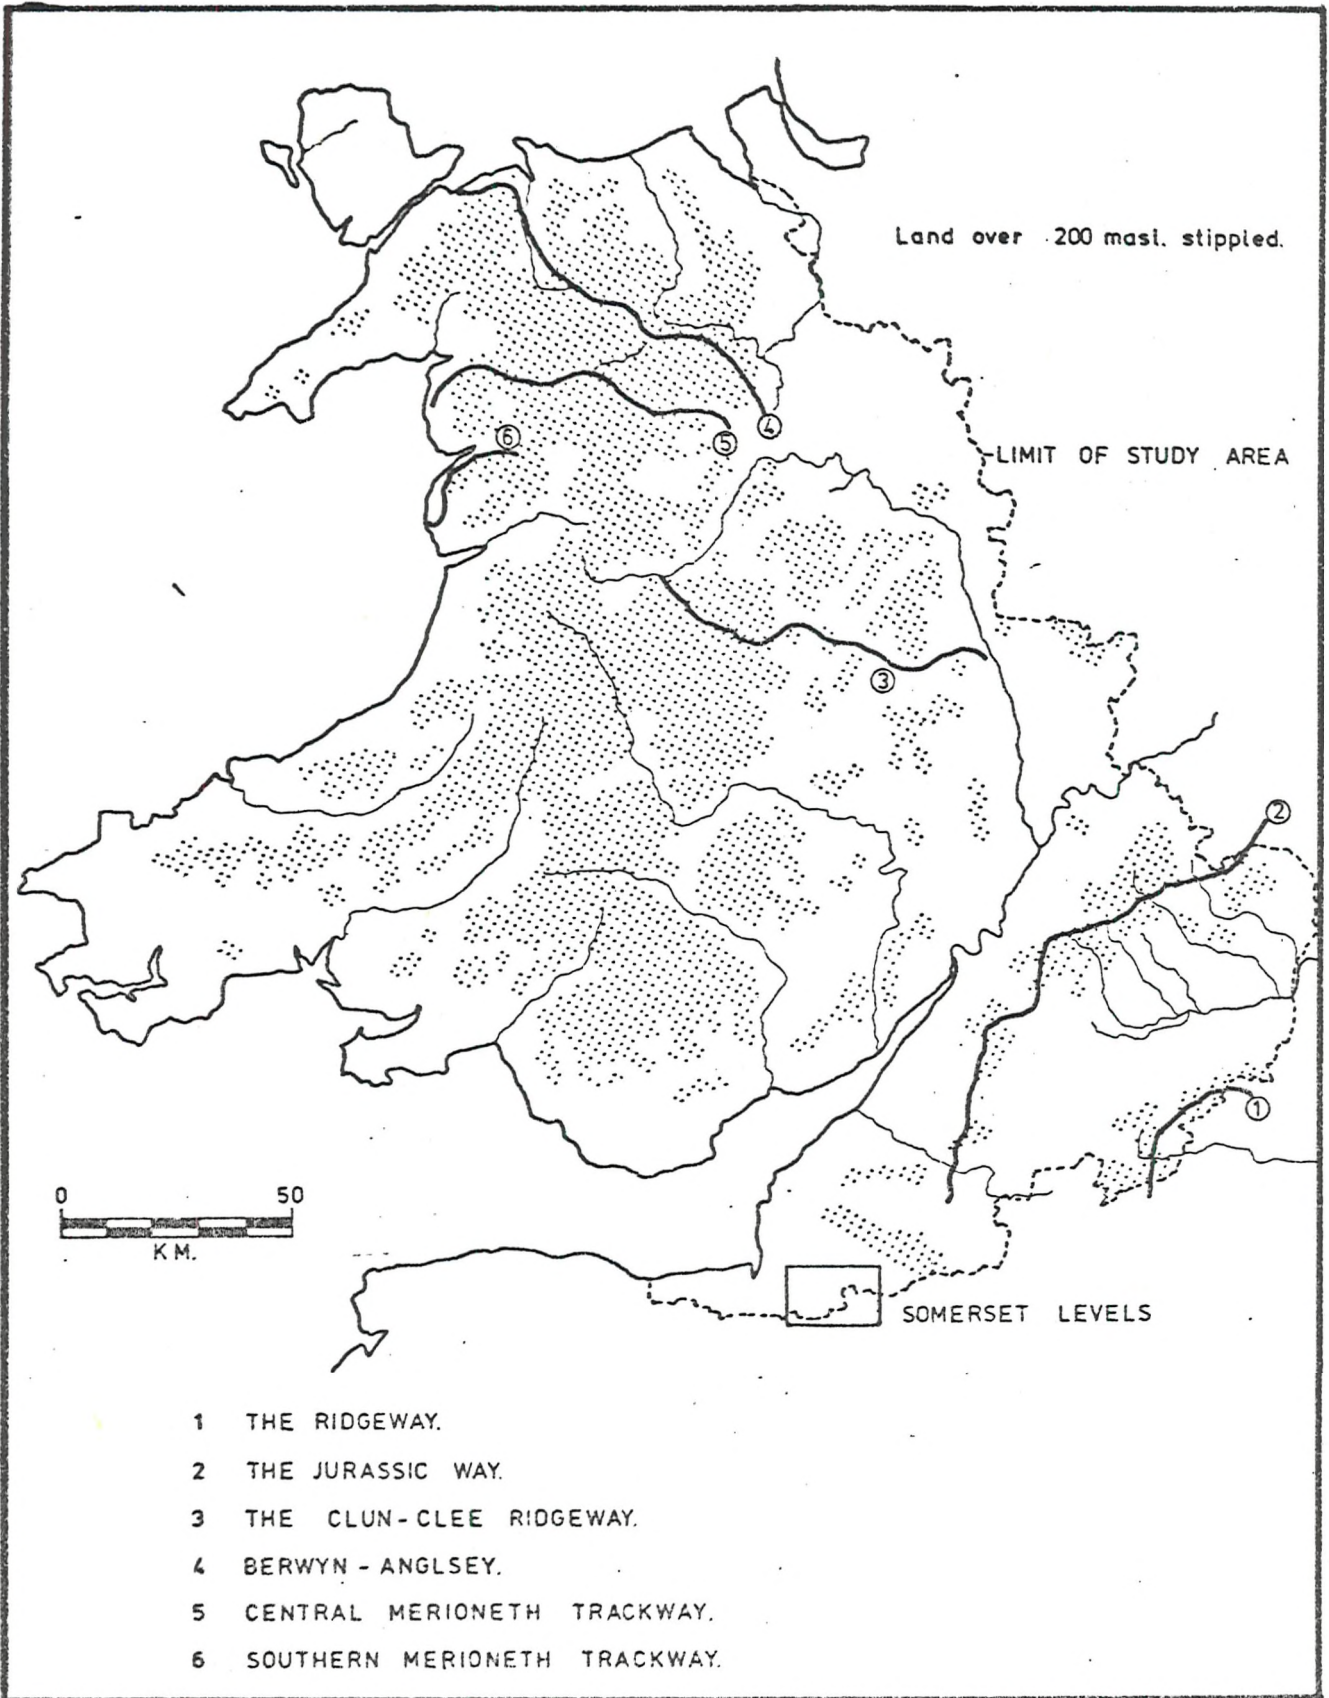 Land over 200 masl. stippled.
4
5
6
LIMIT OF STUDY AREA
3
2
1
0 50
KM.
SOMERSET LEVELS
1 THE RIDGEWAY.
2 THE JURASSIC WAY.
3 THE CLUN-CLEE RIDGEWAY.
4 BERWYN - ANGLSEY.
5 CENTRAL MERIONETH TRACKWAY.
6 SOUTHERN MERIONETH TRACKWAY.